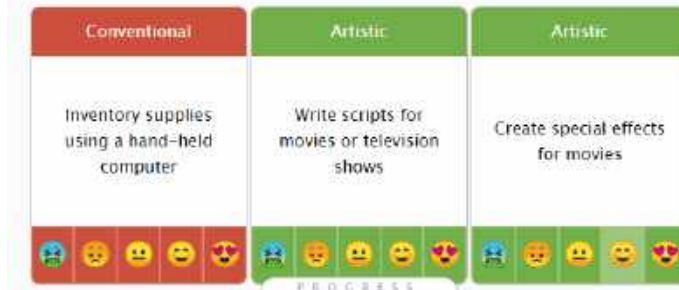 Conventional
Inventory supplies
using a hand-held
computer
Artistic
Write scripts for
movies or television
shows
Artistic
Create special effects
for movies
PROGRESS